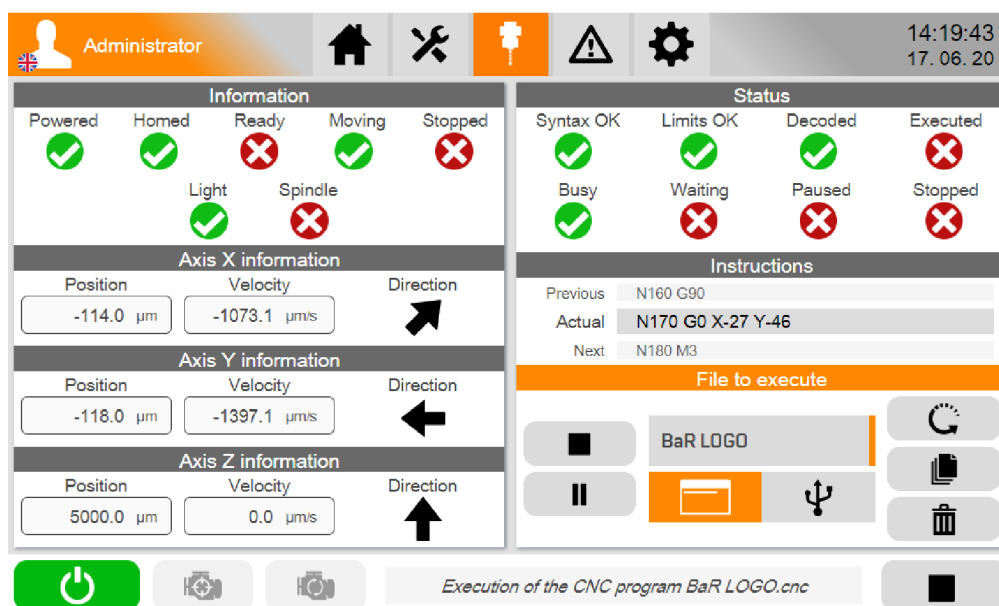 Administrator
14:19:43
17. 06. 20
Information
Powered Homed Ready Moving Stopped
Light Spindle
Axis X information
Position Velocity Direction
-114.0 µm -1073.1 µm/s
Axis Y information
Position Velocity Direction
-118.0 µm -1397.1 µm/s
Axis Z information
Position Velocity Direction
5000.0 µm 0.0 µm/s
Status
Syntax OK Limits OK Decoded Executed
Busy Waiting Paused Stopped
Instructions
Previous N160 G90
Actual N170 G0 X-27 Y-46
Next N180 M3
File to execute
BaR LOGO
Execution of the CNC program BaR LOGO.cnc